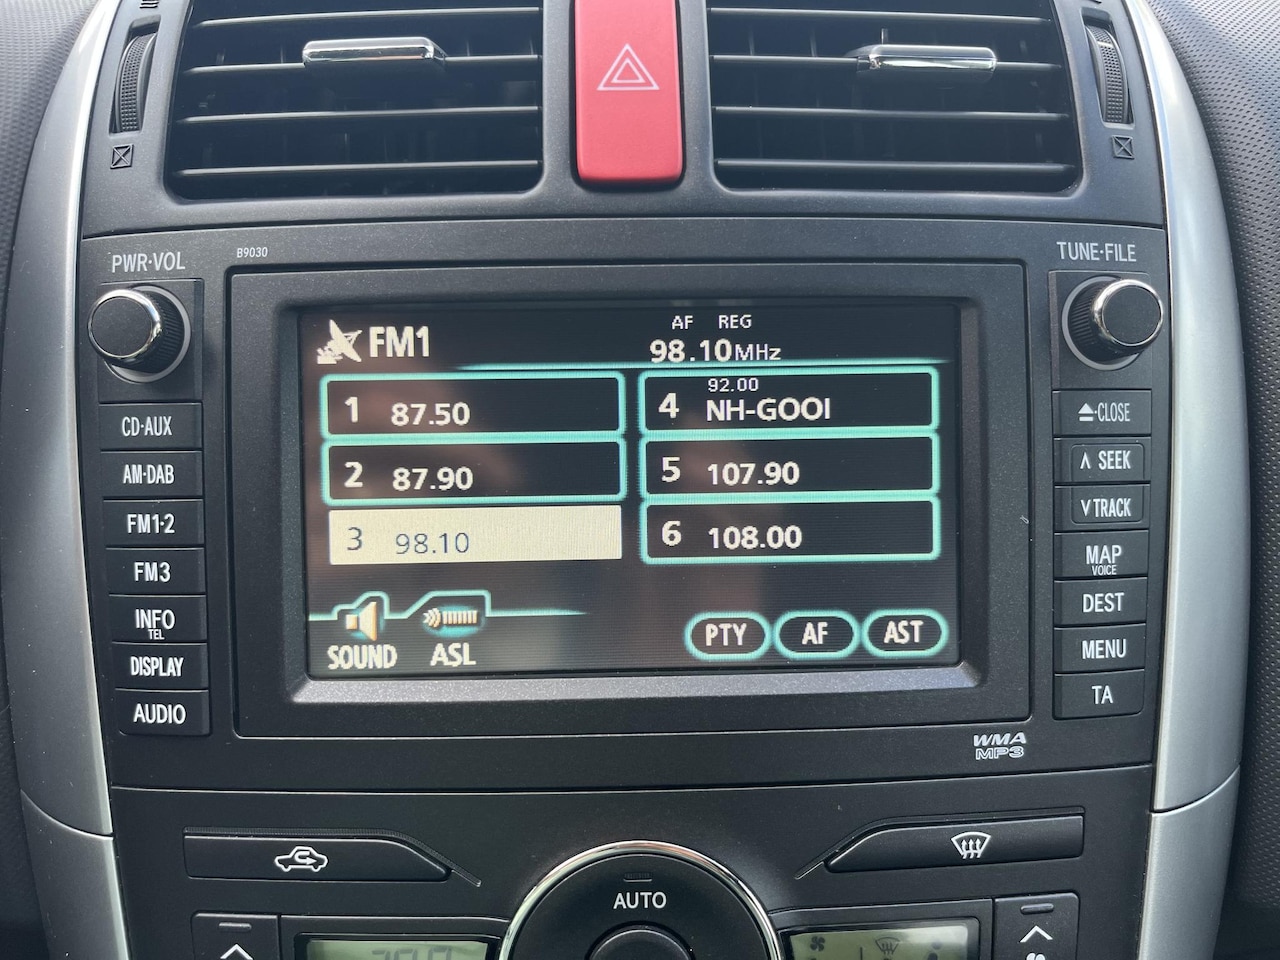 PWR·VOL
B9030
TUNE·FILE
CD·AUX
AM·DAB
FM1·2
FM3
INFO
TEL
DISPLAY
AUDIO
FM1
AF REG
98.10MHz
1 87.50
2 87.90
3 98.10
92.00
4 NH-GOOI
5 107.90
6 108.00
SOUND
ASL
PTY
AF
AST
CLOSE
SEEK
TRACK
MAP
VOICE
DEST
MENU
TA
WMA
MP3
AUTO